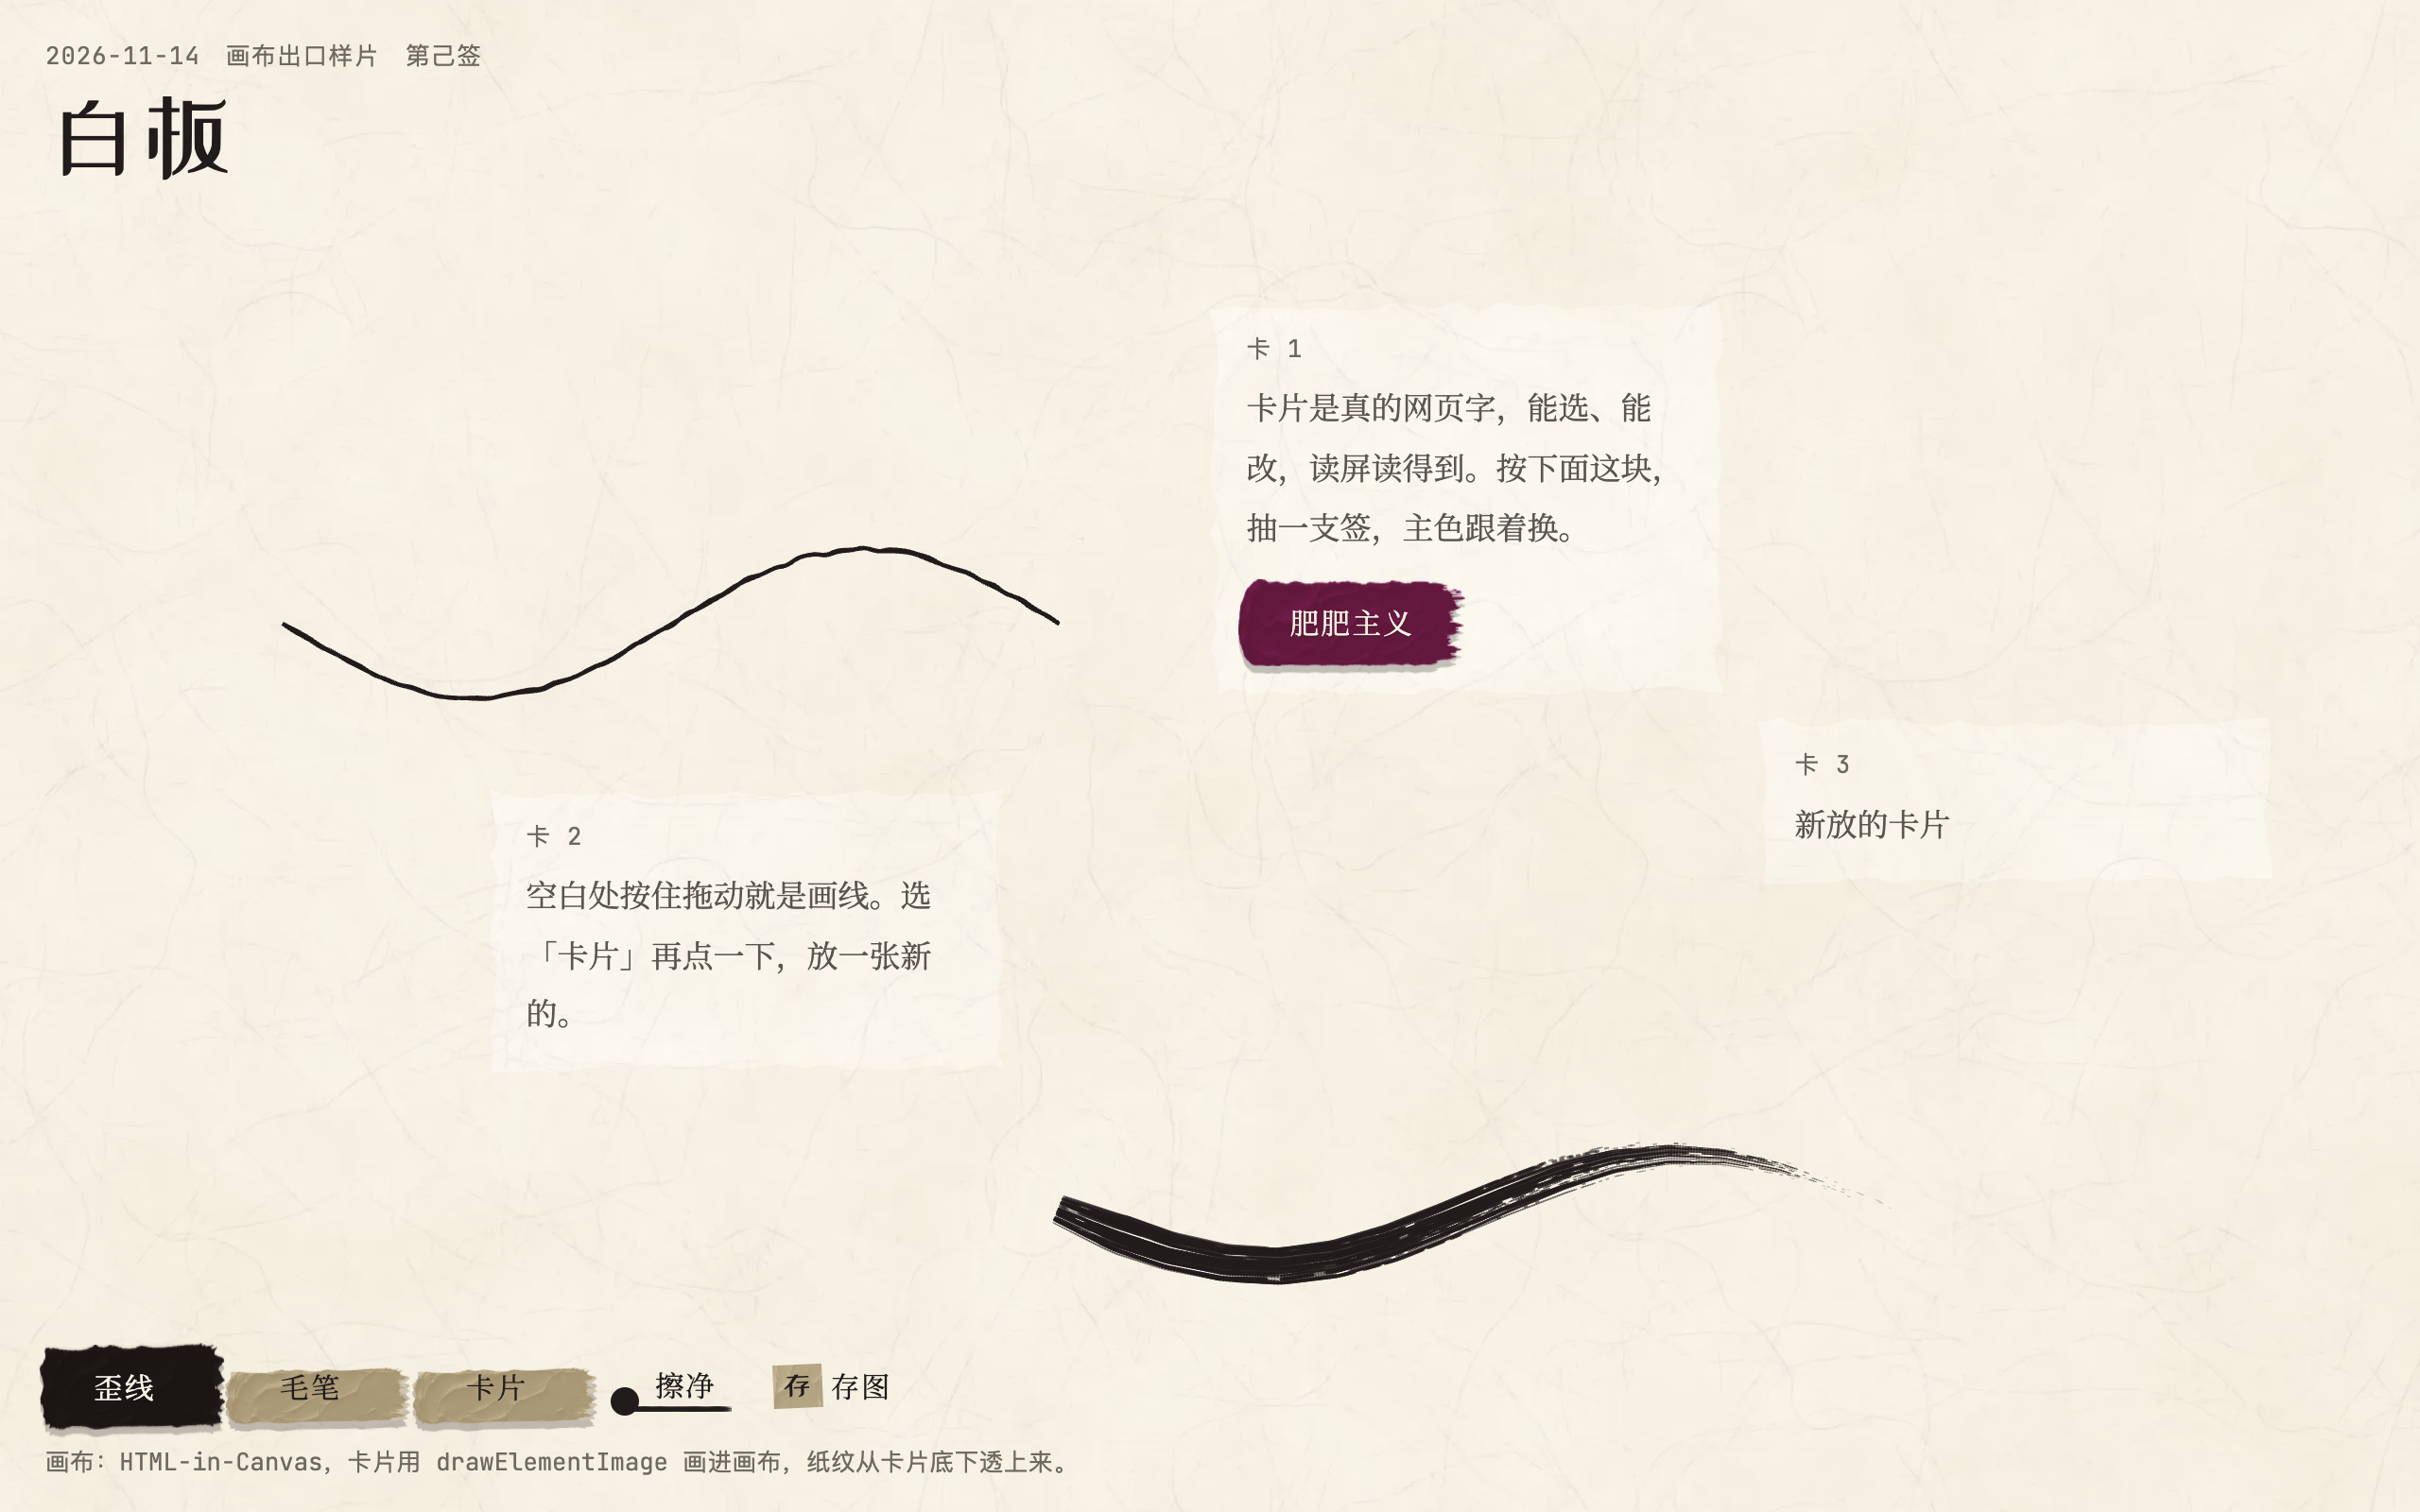 2026-11-14 画布出口样片 第己签
白板
卡 1
卡片是真的网页字，能选、能
改，读屏读得到。按下面这块，
抽一支签，主色跟着换。
肥肥主义
卡 3
新放的卡片
卡 2
空白处按住拖动就是画线。选
「卡片」再点一下，放一张新
的。
歪线 毛笔 卡片 擦净 存 存图
画布：HTML-in-Canvas，卡片用 drawElementImage 画进画布，纸纹从卡片底下透上来。